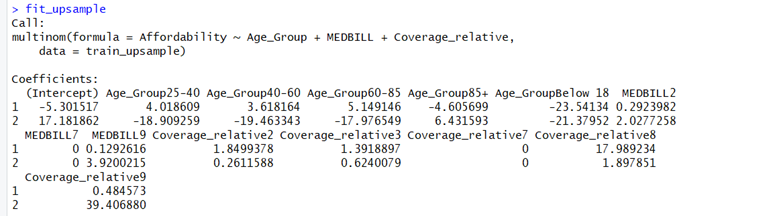 > fit_upsample
Call:
multinom(formula = Affordability ~ Age_Group + MEDBILL + Coverage_relative,
    data = train_upsample)
Coefficients:
  (Intercept) Age_Group25-40 Age_Group40-60 Age_Group60-85 Age_Group85+ Age_GroupBelow 18 MEDBILL2
1   -5.301517       4.018609       3.618164       5.149146    -4.605699         -23.54134 0.2923982
2   17.181862     -18.909259     -19.463343     -17.976549     6.431593         -21.37952 2.0277258
  MEDBILL7  MEDBILL9 Coverage_relative2 Coverage_relative3 Coverage_relative7 Coverage_relative8
1        0 0.1292616          1.8499378          1.3918897                  0          17.989234
2        0 3.9200215          0.2611588          0.6240079                  0           1.897851
  Coverage_relative9
1           0.484573
2          39.406880